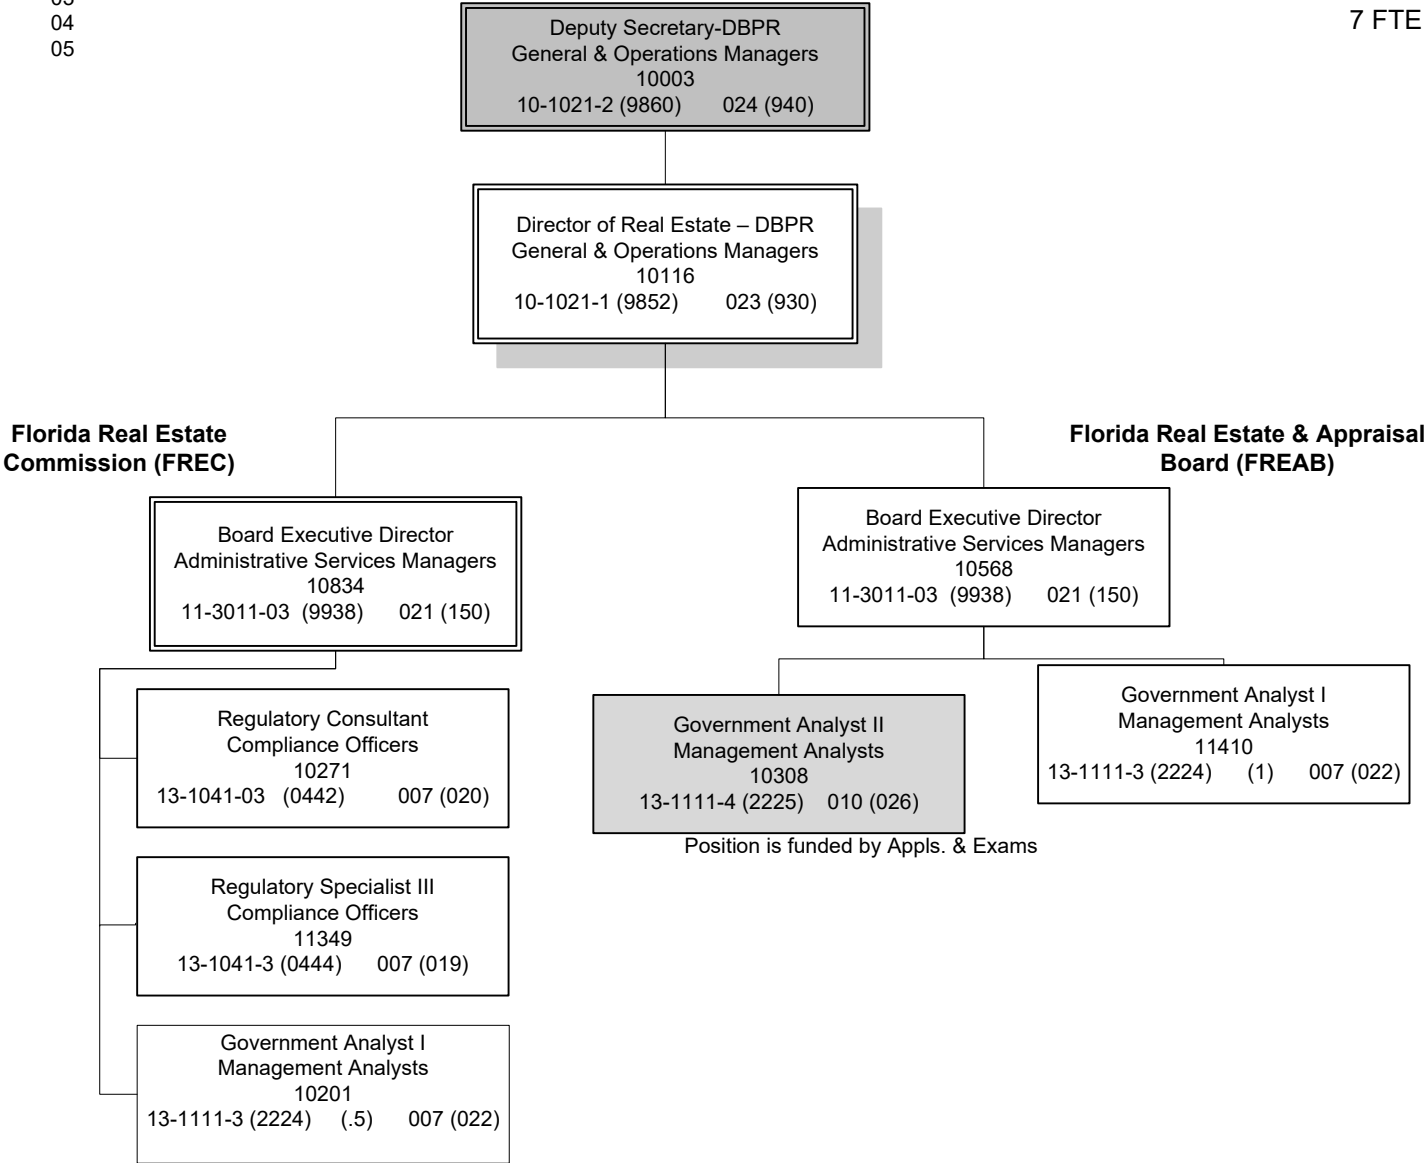 04
05
7 FTE
Deputy Secretary-DBPR
General & Operations Managers
10003
10-1021-2 (9860) 024 (940)
Director of Real Estate – DBPR
General & Operations Managers
10116
10-1021-1 (9852) 023 (930)
Florida Real Estate
Commission (FREC)
Florida Real Estate & Appraisal
Board (FREAB)
Board Executive Director
Administrative Services Managers
10834
11-3011-03 (9938) 021 (150)
Board Executive Director
Administrative Services Managers
10568
11-3011-03 (9938) 021 (150)
Regulatory Consultant
Compliance Officers
10271
13-1041-03 (0442) 007 (020)
Government Analyst II
Management Analysts
10308
13-1111-4 (2225) 010 (026)
Position is funded by Appls. & Exams
Government Analyst I
Management Analysts
11410
13-1111-3 (2224) (1) 007 (022)
Regulatory Specialist III
Compliance Officers
11349
13-1041-3 (0444) 007 (019)
Government Analyst I
Management Analysts
10201
13-1111-3 (2224) (.5) 007 (022)